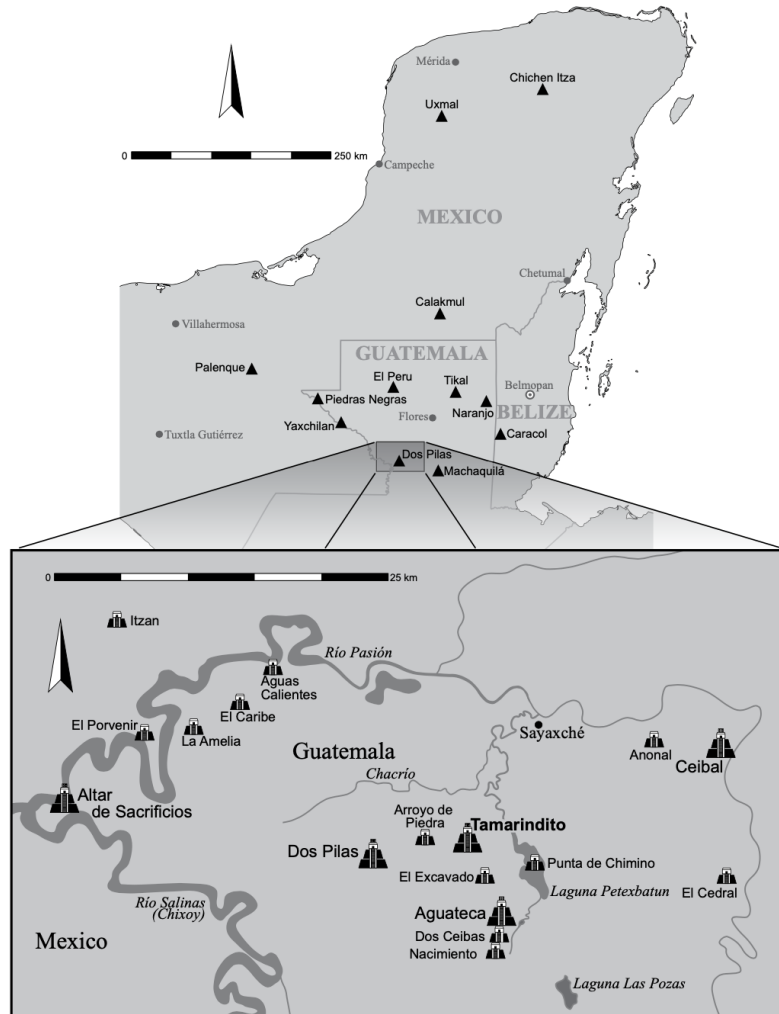 Mérida
Chichen Itza
Uxmal
0
250 km
Campeche
MEXICO
Chetumal
Calakmul
Villahermosa
GUATEMALA
Palenque
El Peru
Tikal
Belmopan
Piedras Negras
Naranjo
BELIZE
Flores
Yaxchilan
Tuxtla Gutiérrez
Caracol
Dos Pilas
Machaquilá
0
25 km
Itzan
Río Pasión
Aguas
Calientes
El Caribe
El Porvenir
La Amelia
Sayaxché
Guatemala
Anonal
Ceibal
Chacrío
Altar
de Sacrificios
Arroyo de
Piedra
Tamarindito
Dos Pilas
Punta de Chimino
El Excavado
Laguna Petexbatun
El Cedral
Río Salinas
(Chixoy)
Aguateca
Mexico
Dos Ceibas
Nacimiento
Laguna Las Pozas